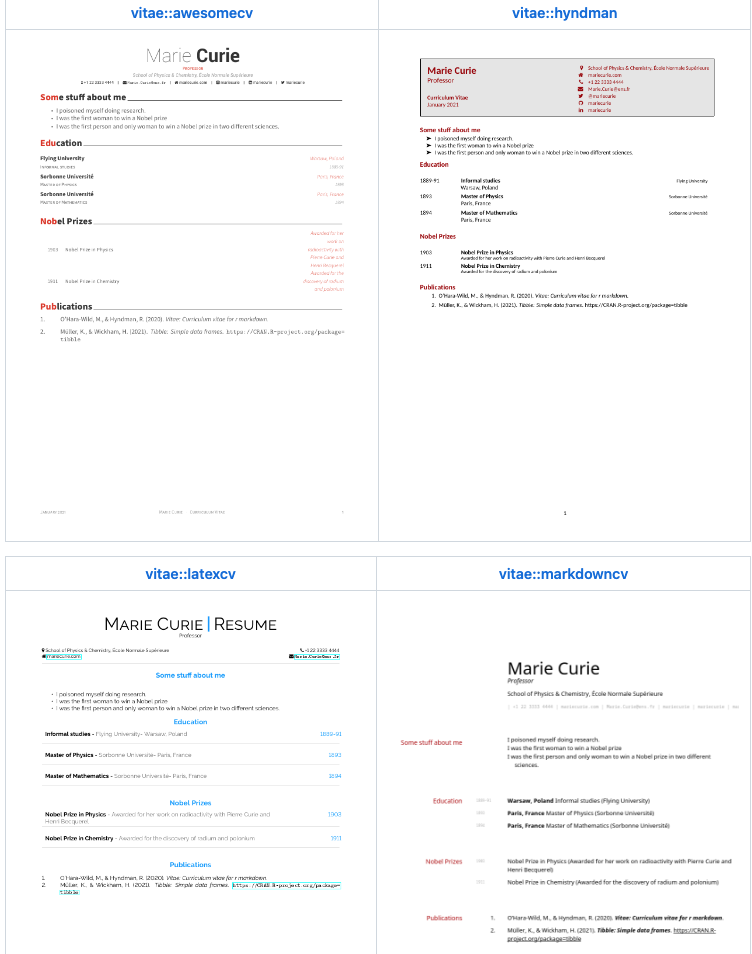 vitae::awesomecv
Marie Curie
PROFESSOR
School of Physics & Chemistry, École Normale Supérieure
+1 22 3333 4444 | Marie.Curie@ens.fr | mariecurie.com | mariecurie | mariecurie | mariecurie
Some stuff about me
• I poisoned myself doing research.
• I was the first woman to win a Nobel prize
• I was the first person and only woman to win a Nobel prize in two different sciences.
Education
Flying University Warsaw, Poland
INFORMAL STUDIES 1889-91
Sorbonne Université Paris, France
MASTER OF PHYSICS 1893
Sorbonne Université Paris, France
MASTER OF MATHEMATICS 1894
Nobel Prizes
1903 Nobel Prize in Physics
Awarded for her
work on
radioactivity with
Pierre Curie and
Henri Becquerel
1911 Nobel Prize in Chemistry
Awarded for the
discovery of radium
and polonium
Publications
1. O'Hara-Wild, M., & Hyndman, R. (2020). Vitae: Curriculum vitae for r markdown.
2. Müller, K., & Wickham, H. (2021). Tibble: Simple data frames. https://CRAN.R-project.org/package=
tibble
JANUARY 2021 MARIE CURIE · CURRICULUM VITAE 1
vitae::hyndman
Marie Curie
Professor
Curriculum Vitae
January 2021
School of Physics & Chemistry, École Normale Supérieure
mariecurie.com
+1 22 3333 4444
Marie.Curie@ens.fr
@mariecurie
mariecurie
mariecurie
Some stuff about me
➤ I poisoned myself doing research.
➤ I was the first woman to win a Nobel prize
➤ I was the first person and only woman to win a Nobel prize in two different sciences.
Education
1889-91 Informal studies Flying University
Warsaw, Poland
1893 Master of Physics Sorbonne Université
Paris, France
1894 Master of Mathematics Sorbonne Université
Paris, France
Nobel Prizes
1903 Nobel Prize in Physics
Awarded for her work on radioactivity with Pierre Curie and Henri Becquerel
1911 Nobel Prize in Chemistry
Awarded for the discovery of radium and polonium
Publications
1. O'Hara-Wild, M., & Hyndman, R. (2020). Vitae: Curriculum vitae for r markdown.
2. Müller, K., & Wickham, H. (2021). Tibble: Simple data frames. https://CRAN.R-project.org/package=tibble
1
vitae::latexcv
MARIE CURIE | RESUME
Professor
School of Physics & Chemistry, École Normale Supérieure +1 22 3333 4444
mariecurie.com Marie.Curie@ens.fr
Some stuff about me
• I poisoned myself doing research.
• I was the first woman to win a Nobel prize
• I was the first person and only woman to win a Nobel prize in two different sciences.
Education
Informal studies - Flying University- Warsaw, Poland 1889-91
Master of Physics - Sorbonne Université- Paris, France 1893
Master of Mathematics - Sorbonne Université- Paris, France 1894
Nobel Prizes
Nobel Prize in Physics - Awarded for her work on radioactivity with Pierre Curie and 1903
Henri Becquerel.
Nobel Prize in Chemistry - Awarded for the discovery of radium and polonium. 1911
Publications
1. O'Hara-Wild, M., & Hyndman, R. (2020). Vitae: Curriculum vitae for r markdown.
2. Müller, K., & Wickham, H. (2021). Tibble: Simple data frames. https://CRAN.R-project.org/package=
tibble
vitae::markdowncv
Marie Curie
Professor
School of Physics & Chemistry, École Normale Supérieure
| +1 22 3333 4444 | mariecurie.com | Marie.Curie@ens.fr | mariecurie | mariecurie |
Some stuff about me
I poisoned myself doing research.
I was the first woman to win a Nobel prize
I was the first person and only woman to win a Nobel prize in two different
sciences.
Education
1889-91 Warsaw, Poland Informal studies (Flying University)
1893 Paris, France Master of Physics (Sorbonne Université)
1894 Paris, France Master of Mathematics (Sorbonne Université)
Nobel Prizes
1903 Nobel Prize in Physics (Awarded for her work on radioactivity with Pierre Curie and
Henri Becquerel)
1911 Nobel Prize in Chemistry (Awarded for the discovery of radium and polonium)
Publications
1. O'Hara-Wild, M., & Hyndman, R. (2020). Vitae: Curriculum vitae for r markdown.
2. Müller, K., & Wickham, H. (2021). Tibble: Simple data frames. https://CRAN.R-
project.org/package=tibble